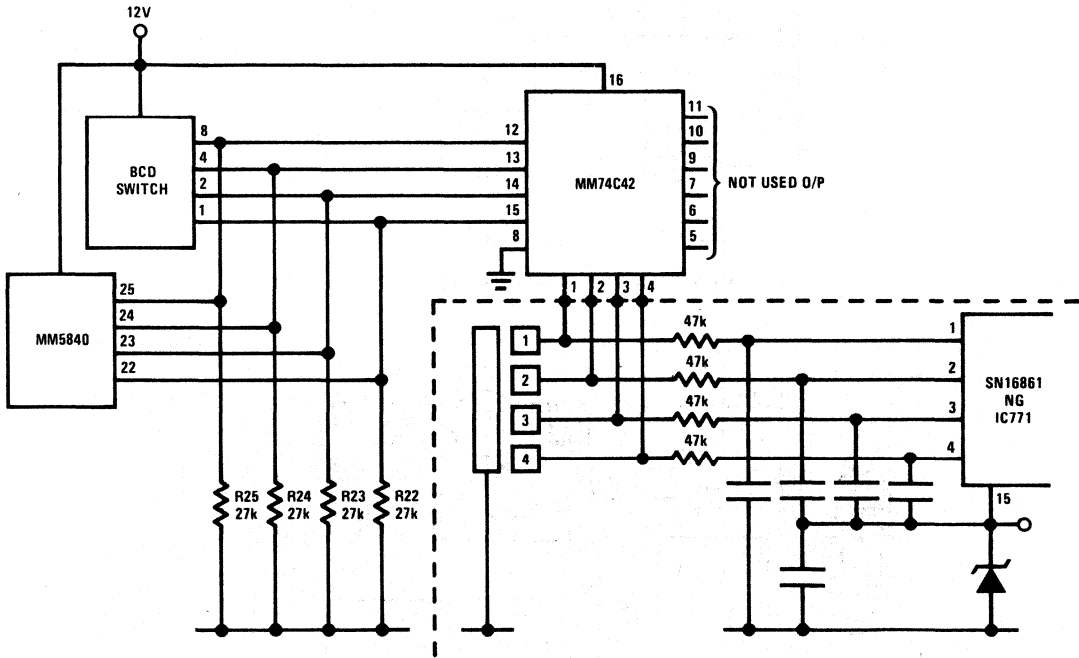 12V
16
BCD
SWITCH
8
4
2
1
12
13
14
15
8
MM74C42
11
10
9
7
6
5
NOT USED O/P
1
2
3
4
MM5840
25
24
23
22
1
2
3
4
47k
47k
47k
47k
1
2
3
4
SN16861
NG
IC771
15
R25
27k
R24
27k
R23
27k
R22
27k